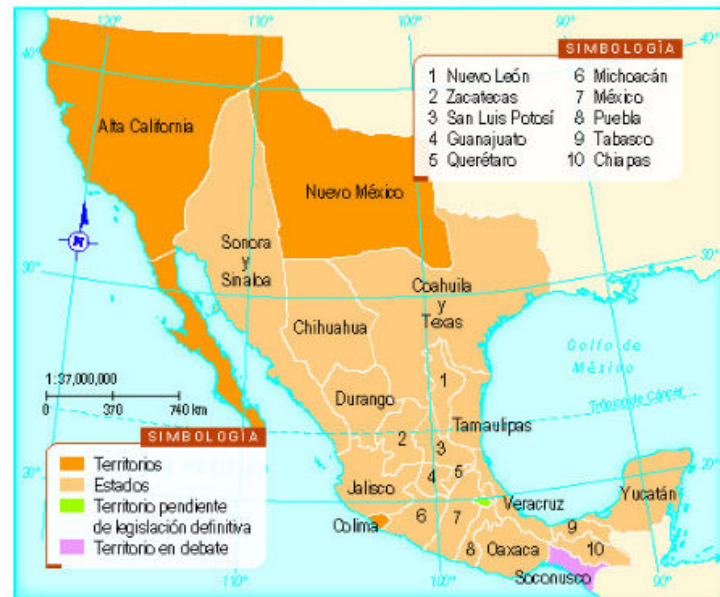 120°
110°
100°
90°
40°
40°
SIMBOLOGÍA
1 Nuevo León
2 Zacatecas
3 San Luis Potosí
4 Guanajuato
5 Querétaro
6 Michoacán
7 México
8 Puebla
9 Tabasco
10 Chiapas
Alta California
Nuevo México
N
Sonora
y
Sinaloa
30°
30°
Coahuila
y
Texas
Chihuahua
Golfo de
México
1:37,000,000
0 370 740 km
1
Durango
Trópico de Cáncer
Tamaulipas
2
3
SIMBOLOGÍA
Territorios
Estados
Territorio pendiente
de legislación definitiva
Territorio en debate
20°
20°
4
5
Jalisco
Veracruz
Yucatán
Colima
6
7
9
8
Oaxaca
10
Soconusco
110°
100°
90°